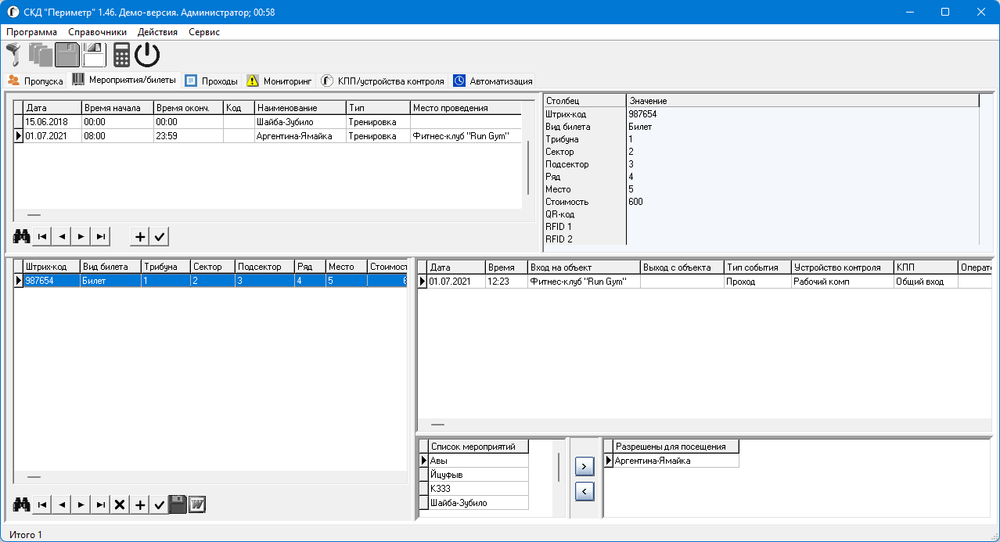 СКД "Периметр" 1.46. Демо-версия. Администратор; 00:58
Программа Справочники Действия Сервис
Пропуска Мероприятия/билеты Проходы Мониторинг КПП/устройства контроля Автоматизация
Дата Время начала Время оконч. Код Наименование Тип Место проведения
15.06.2018 00:00 00:00 Шайба-Зубило Тренировка
01.07.2021 08:00 23:59 Аргентина-Ямайка Тренировка Фитнес-клуб "Run Gym"
Столбец Значение
Штрих-код 987654
Вид билета Билет
Трибуна 1
Сектор 2
Подсектор 3
Ряд 4
Место 5
Стоимость 600
QR-код
RFID 1
RFID 2
Штрих-код Вид билета Трибуна Сектор Подсектор Ряд Место Стоимост
987654 Билет 1 2 3 4 5 6
Дата Время Вход на объект Выход с объекта Тип события Устройство контроля КПП Операто
01.07.2021 12:23 Фитнес-клуб "Run Gym" Проход Рабочий комп Общий вход
Список мероприятий
Авы
Йцуфыв
К333
Шайба-Зубило
Разрешены для посещения
Аргентина-Ямайка
Итого 1